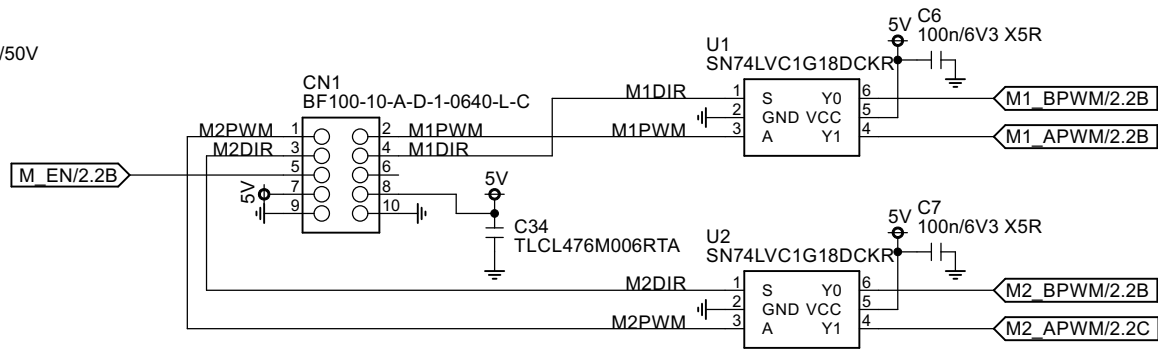 /50V
CN1
BF100-10-A-D-1-0640-L-C
M2PWM 1 2 M1PWM
M2DIR 3 4 M1DIR
M_EN/2.2B 5 6
5V 7 8 5V
9 10
C34
TLCL476M006RTA
U1
SN74LVC1G18DCKR
5V C6
100n/6V3 X5R
M1DIR 1 S Y0 6 M1_BPWM/2.2B
2 GND VCC 5
M1PWM 3 A Y1 4 M1_APWM/2.2B
U2
SN74LVC1G18DCKR
5V C7
100n/6V3 X5R
M2DIR 1 S Y0 6 M2_BPWM/2.2B
2 GND VCC 5
M2PWM 3 A Y1 4 M2_APWM/2.2C